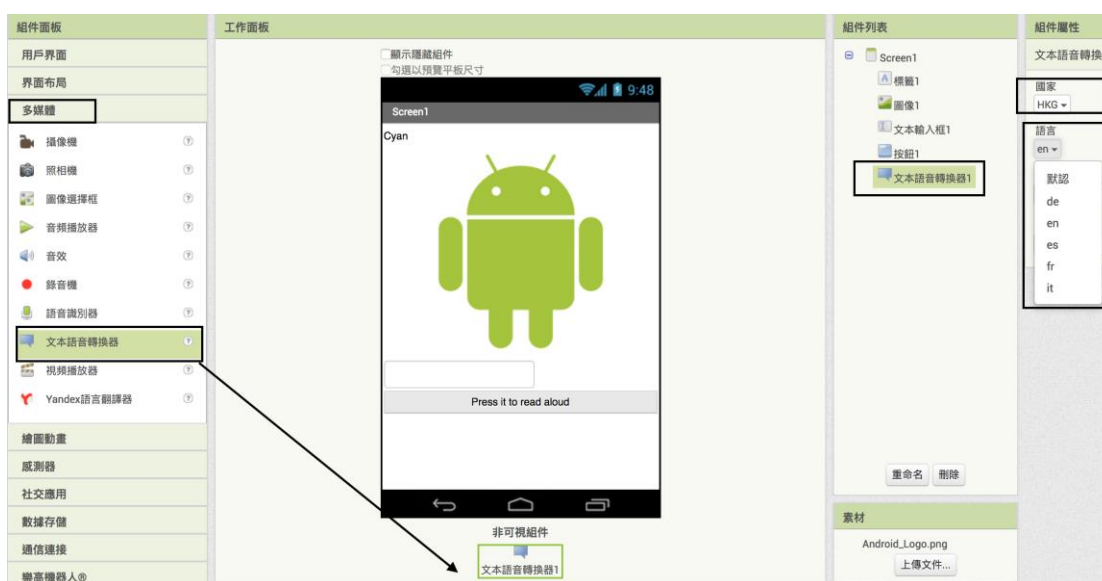 組件面板
用戶界面
界面布局
多媒體
攝像機
照相機
圖像選擇框
音頻播放器
音效
錄音機
語音識別器
文本語音轉換器
視頻播放器
Yandex語言翻譯器
繪圖動畫
感測器
社交應用
數據存儲
通信連接
樂高機器人®
工作面板
顯示隱藏組件
勾選以預覽平板尺寸
9:48
Screen1
Cyan
Press it to read aloud
非可視組件
文本語音轉換器1
組件列表
Screen1
標籤1
圖像1
文本輸入框1
按鈕1
文本語音轉換器1
重命名 刪除
素材
Android_Logo.png
上傳文件...
組件屬性
文本語音轉換
國家
HKG
語言
en
默認
de
en
es
fr
it